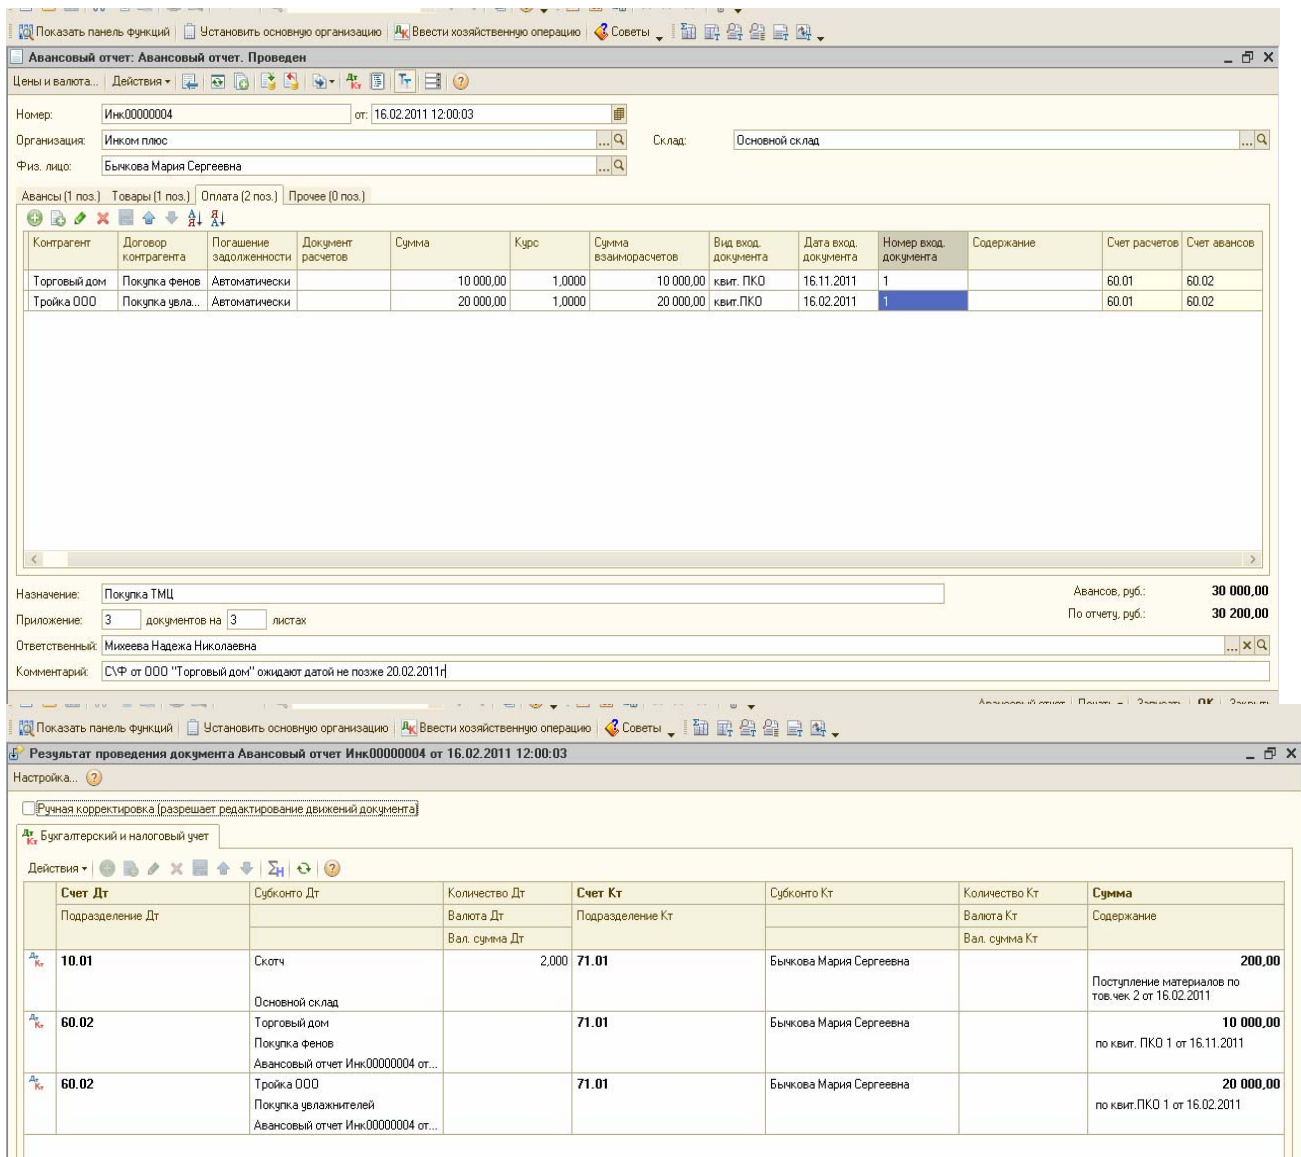 Показать панель функций Установить основную организацию Ввести хозяйственную операцию Советы
Авансовый отчет: Авансовый отчет. Проведен
Цены и валюта... Действия
Номер: Инк00000004 от: 16.02.2011 12:00:03
Организация: Инком плюс Склад: Основной склад
Физ. лицо: Бычкова Мария Сергеевна
Авансы (1 поз.) Товары (1 поз.) Оплата (2 поз.) Прочее (0 поз.)
Контрагент Договор Погашение Документ Сумма Курс Сумма Вид вход. Дата вход. Номер вход. Содержание Счет расчетов Счет авансов
контрагента задолженности расчетов взаиморасчетов документа документа документа
Торговый дом Покупка фенов Автоматически 10 000,00 1,0000 10 000,00 квит. ПКО 16.11.2011 1 60.01 60.02
Тройка ООО Покупка увла... Автоматически 20 000,00 1,0000 20 000,00 квит.ПКО 16.02.2011 1 60.01 60.02
Назначение: Покупка ТМЦ Авансов, руб.: 30 000,00
Приложение: 3 документов на 3 листах По отчету, руб.: 30 200,00
Ответственный: Михеева Надежа Николаевна
Комментарий: С\Ф от ООО "Торговый дом" ожидают датой не позже 20.02.2011г
Авансовый отчет Печать Записать ОК Закрыть
Показать панель функций Установить основную организацию Ввести хозяйственную операцию Советы
Результат проведения документа Авансовый отчет Инк00000004 от 16.02.2011 12:00:03
Настройка...
Ручная корректировка (разрешает редактирование движений документа)
Бухгалтерский и налоговый учет
Действия
Счет Дт Субконто Дт Количество Дт Счет Кт Субконто Кт Количество Кт Сумма
Подразделение Дт Валюта Дт Подразделение Кт Валюта Кт Содержание
Вал. сумма Дт Вал. сумма Кт
10.01 Скотч 2,000 71.01 Бычкова Мария Сергеевна 200,00
Поступление материалов по
Основной склад тов.чек 2 от 16.02.2011
60.02 Торговый дом 71.01 Бычкова Мария Сергеевна 10 000,00
Покупка фенов по квит. ПКО 1 от 16.11.2011
Авансовый отчет Инк00000004 от...
60.02 Тройка ООО 71.01 Бычкова Мария Сергеевна 20 000,00
Покупка увлажнителей по квит.ПКО 1 от 16.02.2011
Авансовый отчет Инк00000004 от...